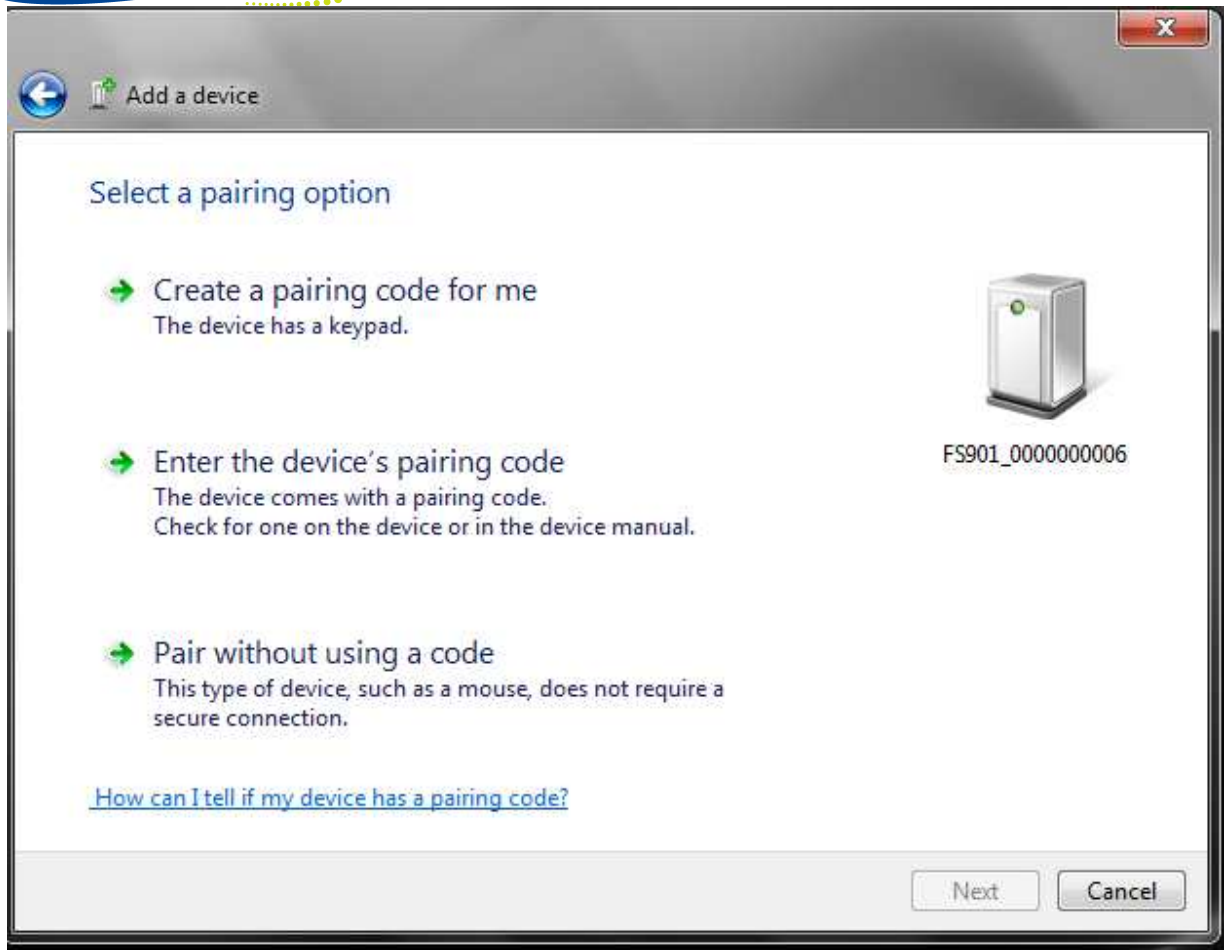 Add a device
Select a pairing option
Create a pairing code for me
The device has a keypad.
Enter the device's pairing code
The device comes with a pairing code.
Check for one on the device or in the device manual.
FS901_0000000006
Pair without using a code
This type of device, such as a mouse, does not require a
secure connection.
How can I tell if my device has a pairing code?
Next
Cancel